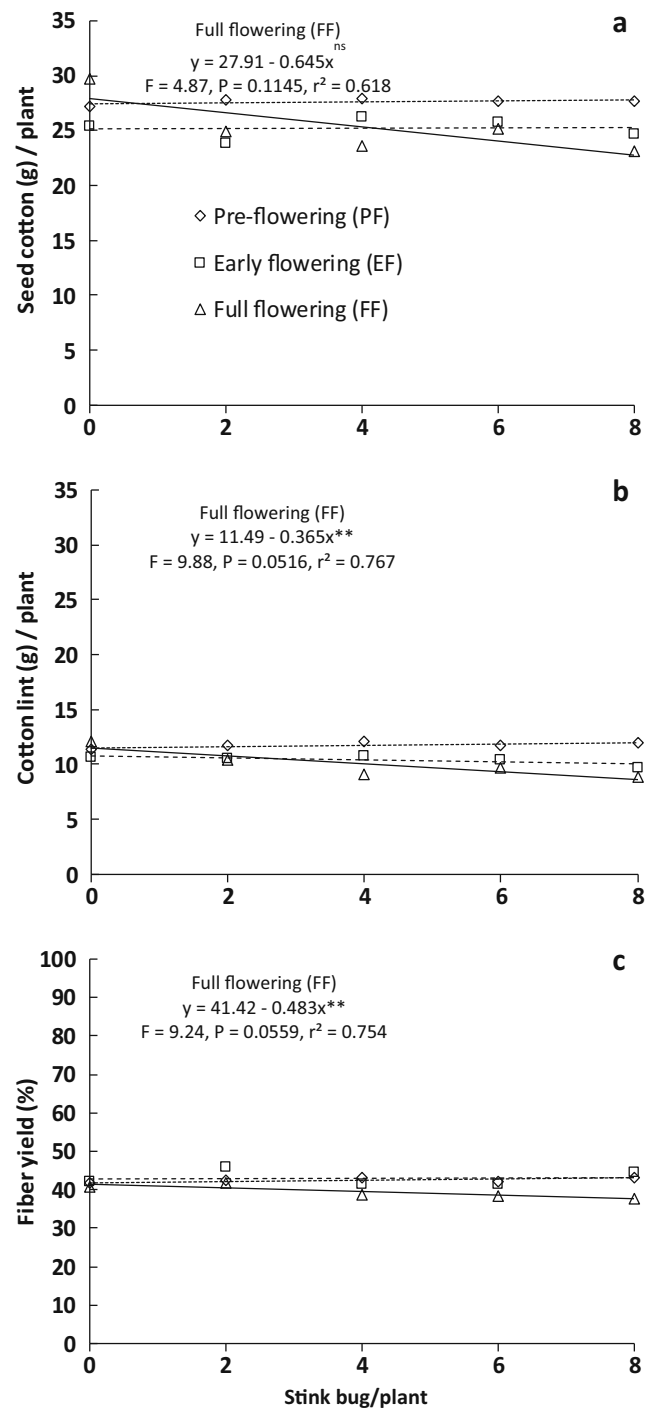 a
Full flowering (FF)
y = 27.91 - 0.645x ns
F = 4.87, P = 0.1145, r² = 0.618
Seed cotton (g) / plant
35
30
25
20
15
10
5
0
Pre-flowering (PF)
Early flowering (EF)
Full flowering (FF)
0 2 4 6 8
b
Full flowering (FF)
y = 11.49 - 0.365x**
F = 9.88, P = 0.0516, r² = 0.767
Cotton lint (g) / plant
35
30
25
20
15
10
5
0
0 2 4 6 8
c
Full flowering (FF)
y = 41.42 - 0.483x**
F = 9.24, P = 0.0559, r² = 0.754
Fiber yield (%)
100
90
80
70
60
50
40
30
20
10
0
0 2 4 6 8
Stink bug/plant